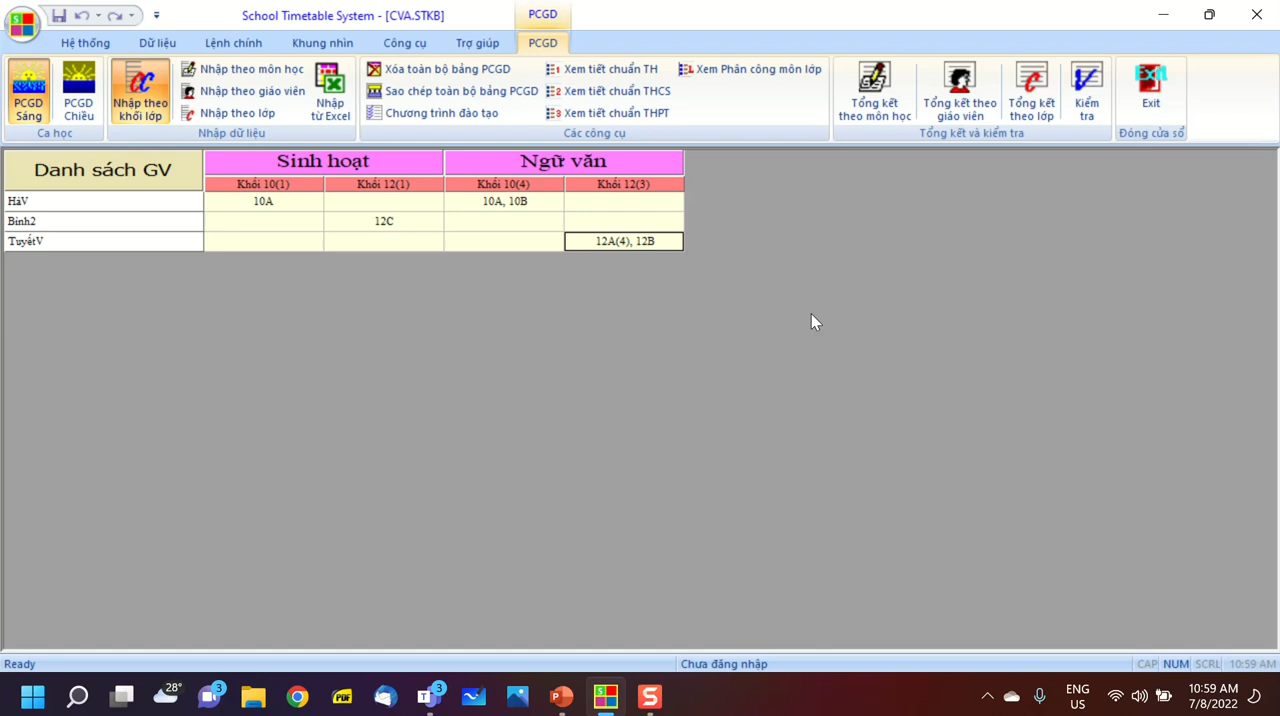 School Timetable System - [CVA.STKB]
PCGD
Hệ thống Dữ liệu Lệnh chính Khung nhìn Công cụ Trợ giúp PCGD
PCGD Sáng
PCGD Chiều
Ca học
Nhập theo khối lớp
Nhập theo môn học
Nhập theo giáo viên
Nhập theo lớp
Nhập từ Excel
Nhập dữ liệu
Xóa toàn bộ bảng PCGD
Sao chép toàn bộ bảng PCGD
Chương trình đào tạo
Xem tiết chuẩn TH
Xem tiết chuẩn THCS
Xem tiết chuẩn THPT
Xem Phân công môn lớp
Các công cụ
Tổng kết theo môn học
Tổng kết theo giáo viên
Tổng kết theo lớp
Kiểm tra
Tổng kết và kiểm tra
Exit
Đóng cửa sổ
Danh sách GV Sinh hoạt Ngữ văn
Khối 10(1) Khối 12(1) Khối 10(4) Khối 12(3)
HàV 10A 10A, 10B
Bình2 12C
TuyếtV 12A(4), 12B
Ready Chưa đăng nhập CAP NUM SCRL 10:59 AM
28° 3 PDF 3 ENG US 10:59 AM 7/8/2022